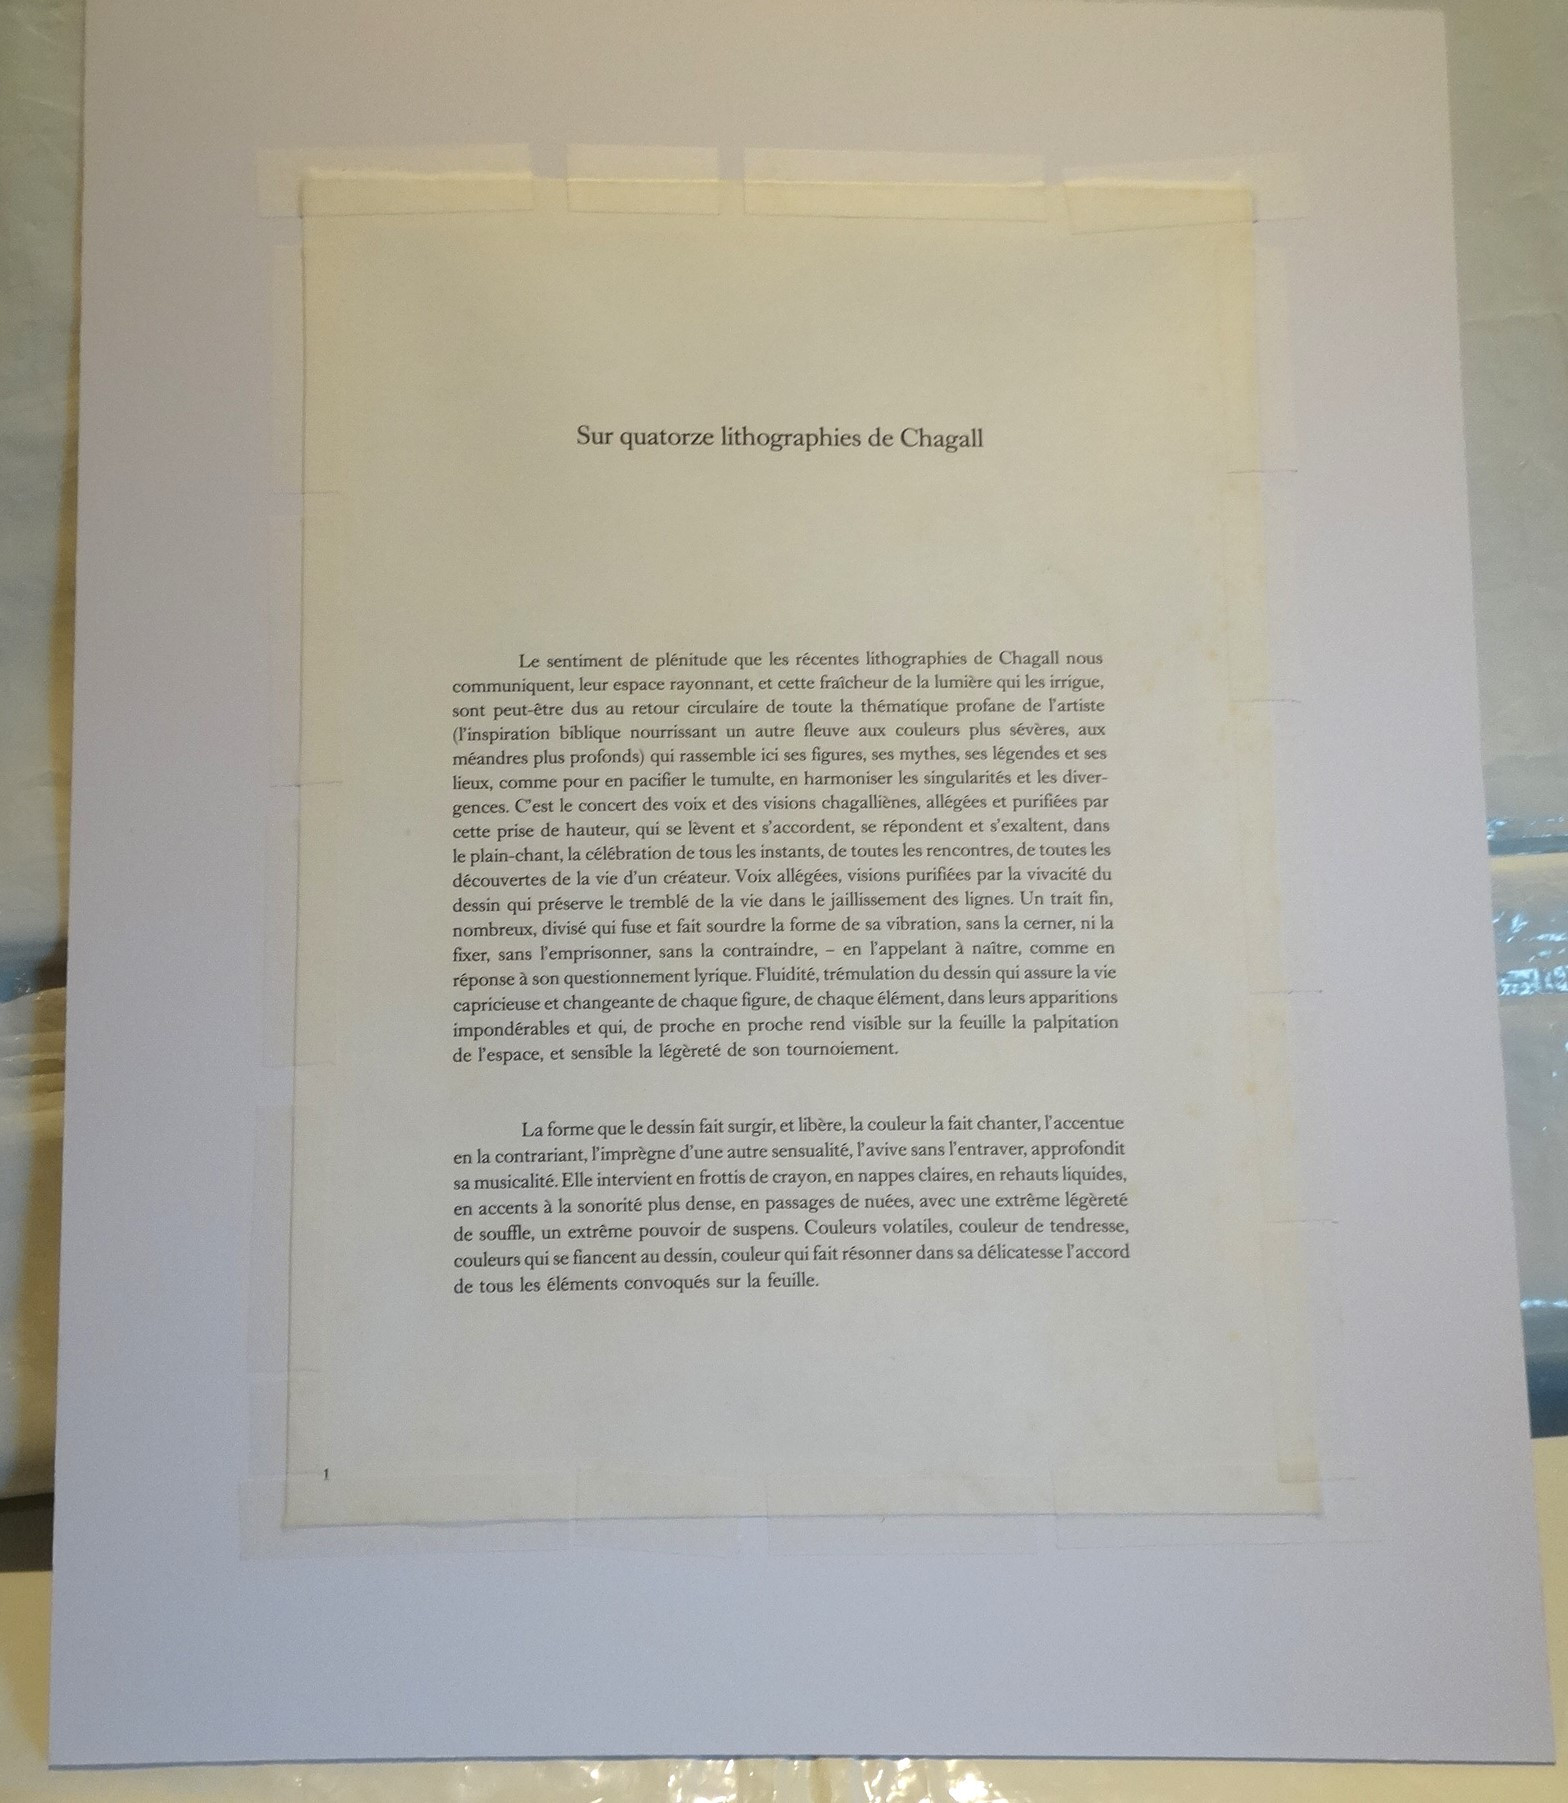 Sur quatorze lithographies de Chagall
Le sentiment de plénitude que les récentes lithographies de Chagall nous
communiquent, leur espace rayonnant, et cette fraîcheur de la lumière qui les irrigue,
sont peut-être dus au retour circulaire de toute la thématique profane de l'artiste
(l'inspiration biblique nourrissant un autre fleuve aux couleurs plus sévères, aux
méandres plus profonds) qui rassemble ici ses figures, ses mythes, ses légendes et ses
lieux, comme pour en pacifier le tumulte, en harmoniser les singularités et les diver-
gences. C'est le concert des voix et des visions chagalliènes, allégées et purifiées par
cette prise de hauteur, qui se lèvent et s'accordent, se répondent et s'exaltent, dans
le plain-chant, la célébration de tous les instants, de toutes les rencontres, de toutes les
découvertes de la vie d'un créateur. Voix allégées, visions purifiées par la vivacité du
dessin qui préserve le tremblé de la vie dans le jaillissement des lignes. Un trait fin,
nombreux, divisé qui fuse et fait sourdre la forme de sa vibration, sans la cerner, ni la
fixer, sans l'emprisonner, sans la contraindre, – en l'appelant à naître, comme en
réponse à son questionnement lyrique. Fluidité, trémulation du dessin qui assure la vie
capricieuse et changeante de chaque figure, de chaque élément, dans leurs apparitions
impondérables et qui, de proche en proche rend visible sur la feuille la palpitation
de l'espace, et sensible la légèreté de son tournoiement.
La forme que le dessin fait surgir, et libère, la couleur la fait chanter, l'accentue
en la contrariant, l'imprègne d'une autre sensualité, l'avive sans l'entraver, approfondit
sa musicalité. Elle intervient en frottis de crayon, en nappes claires, en rehauts liquides,
en accents à la sonorité plus dense, en passages de nuées, avec une extrême légèreté
de souffle, un extrême pouvoir de suspens. Couleurs volatiles, couleur de tendresse,
couleurs qui se fiancent au dessin, couleur qui fait résonner dans sa délicatesse l'accord
de tous les éléments convoqués sur la feuille.
1